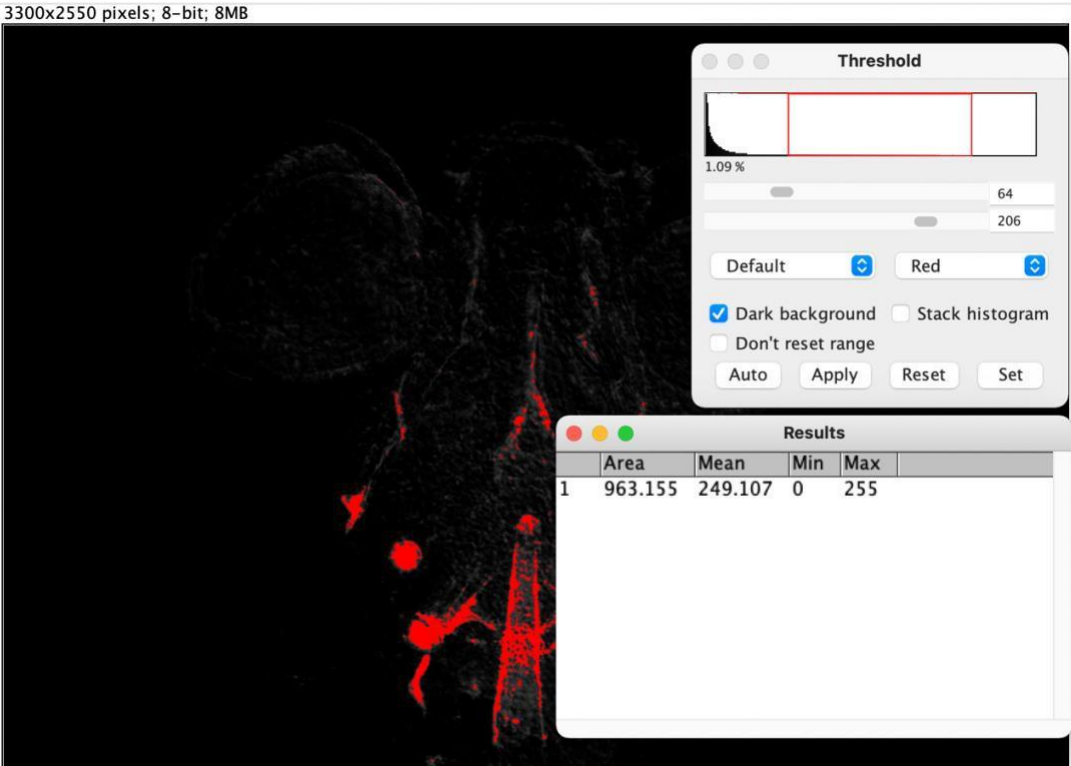 3300x2550 pixels; 8-bit; 8MB
Threshold
1.09 %
64
206
Default Red
Dark background Stack histogram
Don't reset range
Auto Apply Reset Set
Results
Area Mean Min Max
1 963.155 249.107 0 255